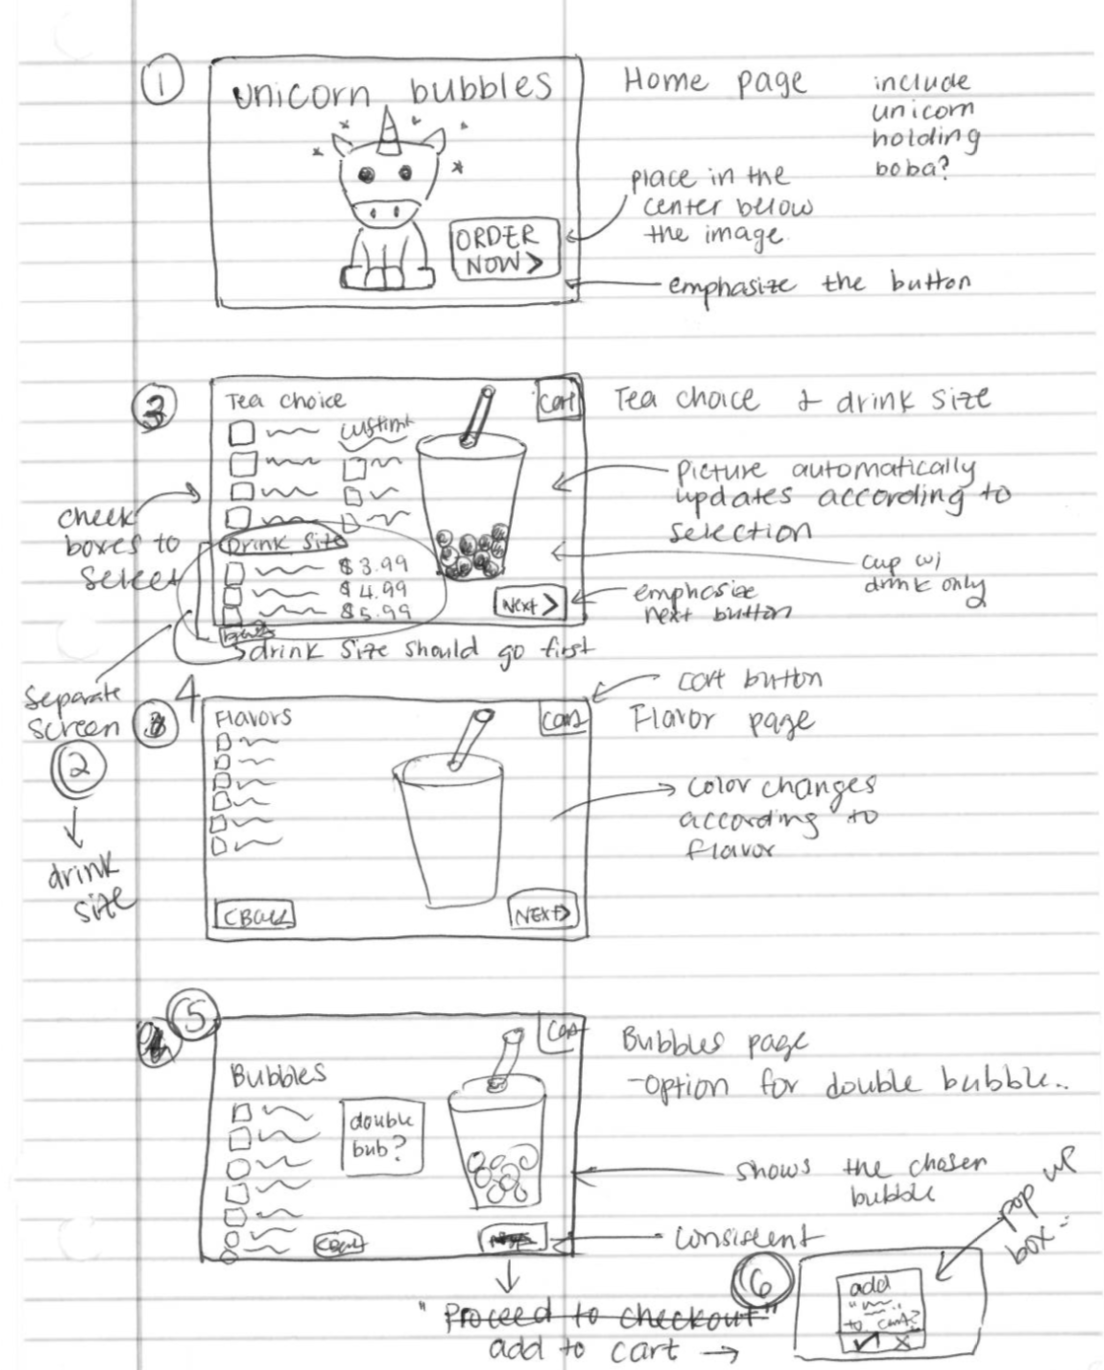 1
unicorn bubbles
ORDER
NOW >
Home page
include
unicorn
holding
boba?
place in the
center below
the image.
emphasize the button
3
Tea choice
Cart
Tea choice & drink size
Picture automatically
updates according to
selection
check
boxes to
select
Drink Size
$3.99
$4.99
$5.99
NEXT >
cup w/
drink only
emphasize
next button
drink size should go first
separate
screen
2
drink
size
4
Flavors
Cart
cart button
Flavor page
color changes
according to
flavor
< Back
NEXT >
5
Bubbles
double
bub?
Cart
< Back
Bubbles page
- option for double bubble..
shows the chosen
bubble
consistent
"Proceed to checkout"
add to cart →
6
add
to cart?
✓ X
pop up
box